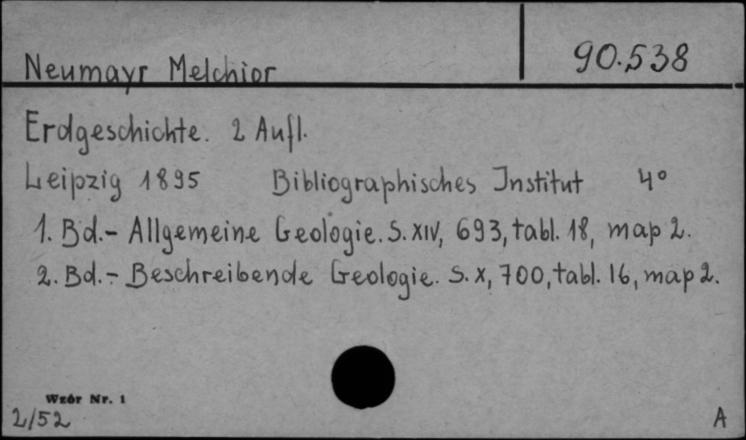 Neumayr Melchior 90.538
Erdgeschichte. 2 Aufl.
Leipzig 1895 Bibliographisches Institut 4°
1. Bd.- Allgemeine Geologie. S. XIV, 693, tabl. 18, map 2.
2. Bd.- Beschreibende Geologie. S. X, 700, tabl. 16, map 2.
Wzór Nr. 1
2/52 A